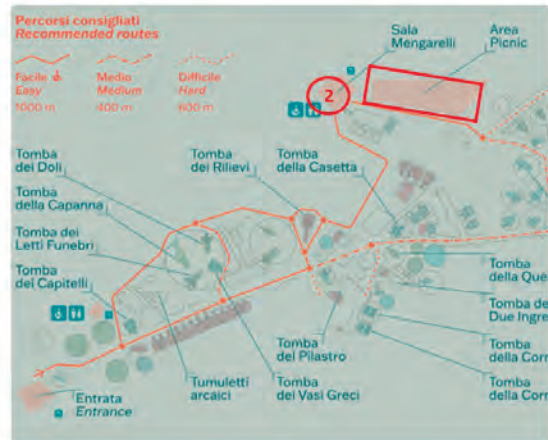 Percorsi consigliati
Recommended routes
Facile
Easy
1000 m
Medio
Medium
400 m
Difficile
Hard
600 m
Sala
Mengarelli
Area
Picnic
2
Tomba
dei Doli
Tomba
della Capanna
Tomba dei
Letti Funebri
Tomba
dei Capitelli
Tomba
dei Rilievi
Tomba
della Casetta
Tomba
della Que
Tomba de
Due Ingre
Tomba
della Corn
Tomba
della Corn
Tomba
del Pilastro
Tomba
dei Vasi Greci
Tumuletti
arcaici
Entrata
Entrance